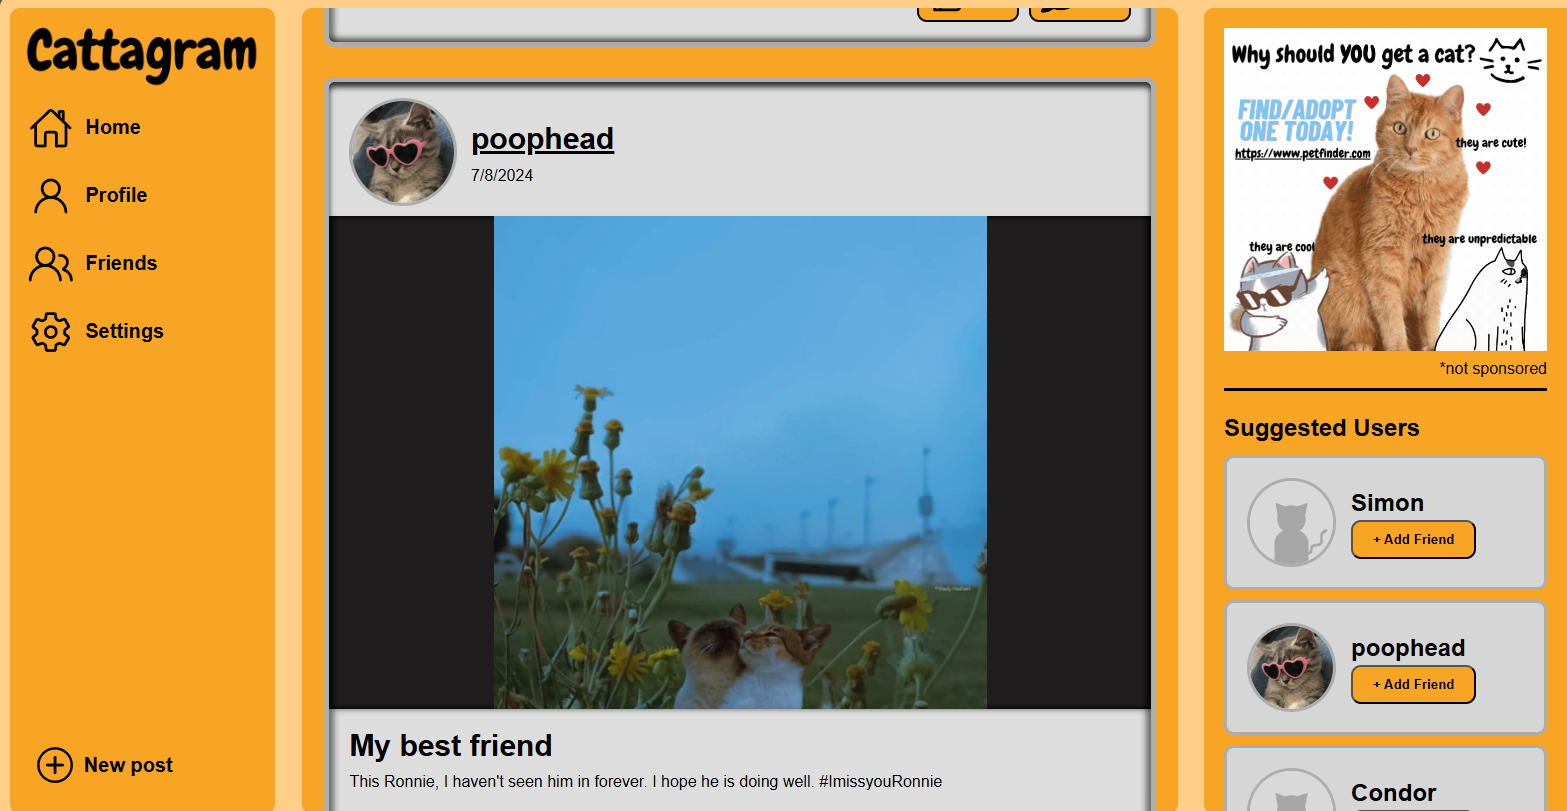 Cattagram
Home
Profile
Friends
Settings
New post
poophead
7/8/2024
My best friend
This Ronnie, I haven't seen him in forever. I hope he is doing well. #ImissyouRonnie
Why should YOU get a cat?
FIND/ADOPT
ONE TODAY!
https://www.petfinder.com
they are cute!
they are cool
they are unpredictable
*not sponsored
Suggested Users
Simon
+ Add Friend
poophead
+ Add Friend
Condor